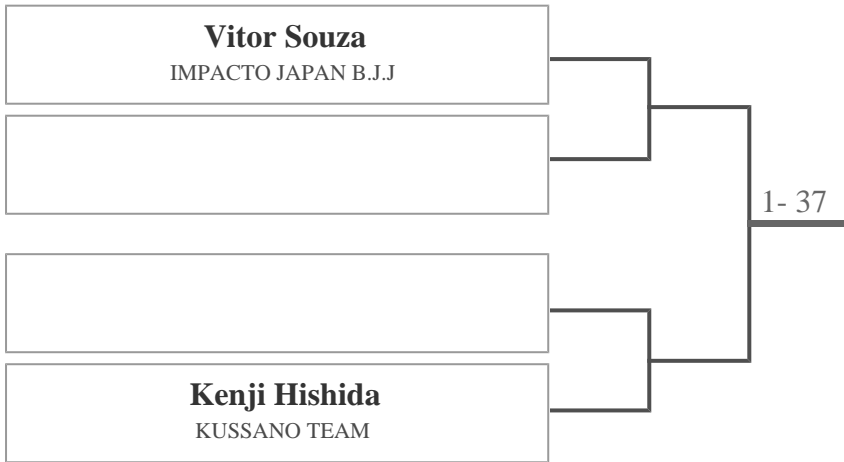 Vitor Souza
IMPACTO JAPAN B.J.J
1- 37
Kenji Hishida
KUSSANO TEAM